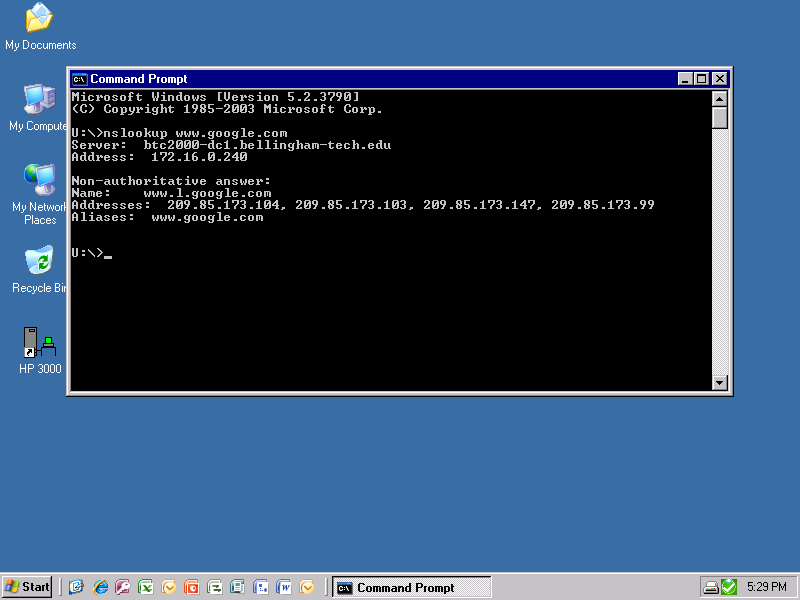 My Documents
My Compute
My Network
Places
Recycle Bin
HP 3000
Command Prompt
Microsoft Windows [Version 5.2.3790]
(C) Copyright 1985-2003 Microsoft Corp.
U:\>nslookup www.google.com
Server:  btc2000-dc1.bellingham-tech.edu
Address:  172.16.0.240
Non-authoritative answer:
Name:    www.l.google.com
Addresses:  209.85.173.104, 209.85.173.103, 209.85.173.147, 209.85.173.99
Aliases:  www.google.com
U:\>_
Start
Command Prompt
5:29 PM